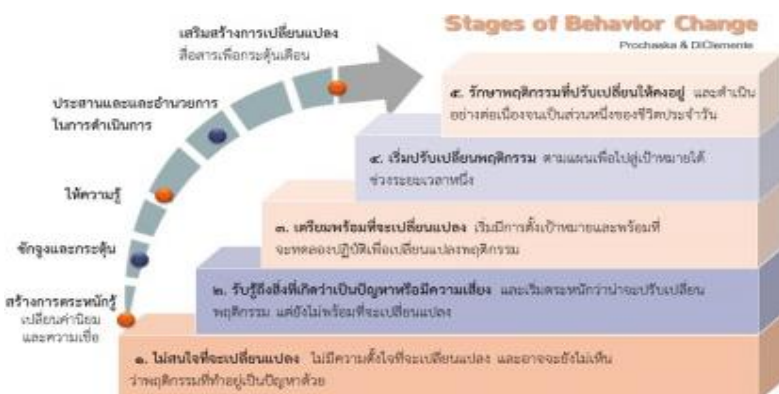 Stages of Behavior Change
Prochaska & DiClemente
เสริมสร้างการเปลี่ยนแปลง
สื่อสารเพื่อกระตุ้นเตือน
ประสานและและอำนวยการ
ในการดำเนินการ
ให้ความรู้
ชักจูงและกระตุ้น
สร้างการตระหนักรู้
เปลี่ยนค่านิยม
และความเชื่อ
๕. รักษาพฤติกรรมที่ปรับเปลี่ยนให้คงอยู่ และดำเนิน
อย่างต่อเนื่องจนเป็นส่วนหนึ่งของชีวิตประจำวัน
๔. เริ่มปรับเปลี่ยนพฤติกรรม ตามแผนเพื่อไปสู่เป้าหมายได้
ช่วงระยะเวลาหนึ่ง
๓. เตรียมพร้อมที่จะเปลี่ยนแปลง เริ่มมีการตั้งเป้าหมายและพร้อมที่
จะทดลองปฏิบัติเพื่อเปลี่ยนแปลงพฤติกรรม
๒. รับรู้ถึงสิ่งที่เกิดว่าเป็นปัญหาหรือมีความเสี่ยง และเริ่มตระหนักว่าน่าจะปรับเปลี่ยน
พฤติกรรม แต่ยังไม่พร้อมที่จะเปลี่ยนแปลง
๑. ไม่สนใจที่จะเปลี่ยนแปลง ไม่มีความตั้งใจที่จะเปลี่ยนแปลง และอาจจะยังไม่เห็น
ว่าพฤติกรรมที่ทำอยู่เป็นปัญหาด้วย